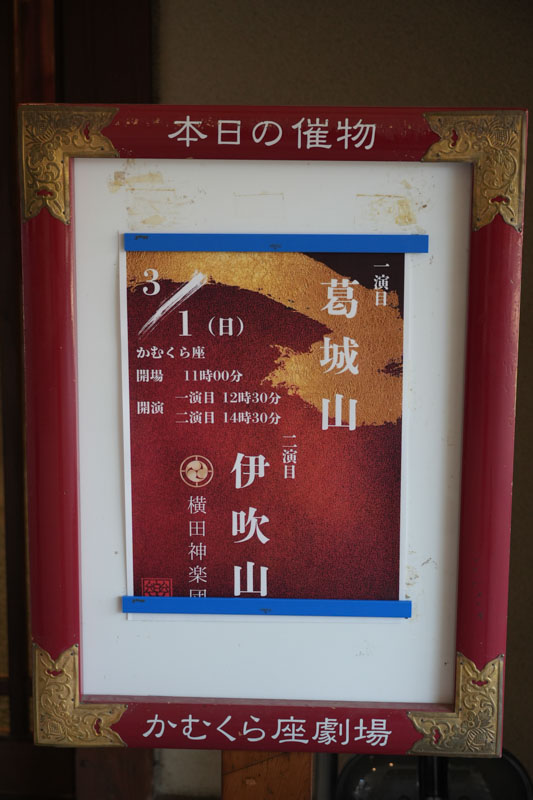 本日の催物
3/1（日）
かむくら座
開場 11時00分
開演 一演目 12時30分
二演目 14時30分
一演目
葛城山
二演目
伊吹山
横田神楽団
かむくら座劇場